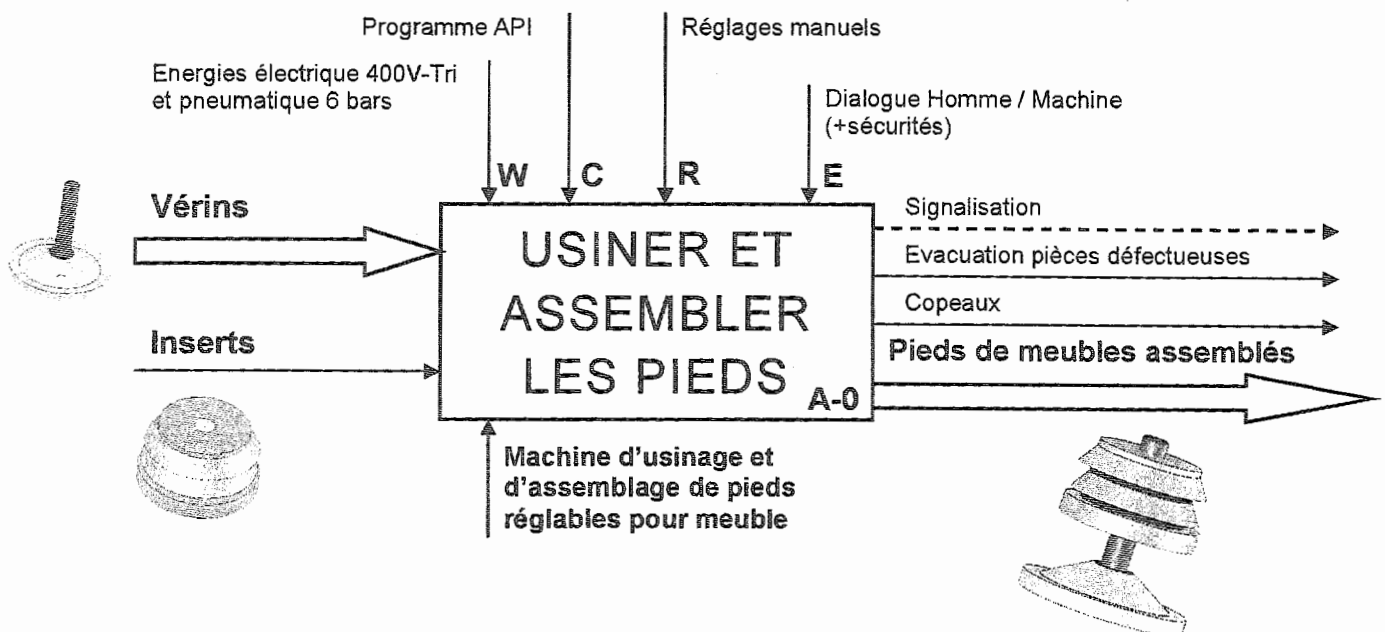 Programme API
Réglages manuels
Energies électrique 400V-Tri
et pneumatique 6 bars
Dialogue Homme / Machine
(+sécurités)
W
C
R
E
Vérins
Signalisation
USINER ET
Evacuation pièces défectueuses
ASSEMBLER
Copeaux
Inserts
Pieds de meubles assemblés
LES PIEDS
A-0
Machine d'usinage et
d'assemblage de pieds
réglables pour meuble